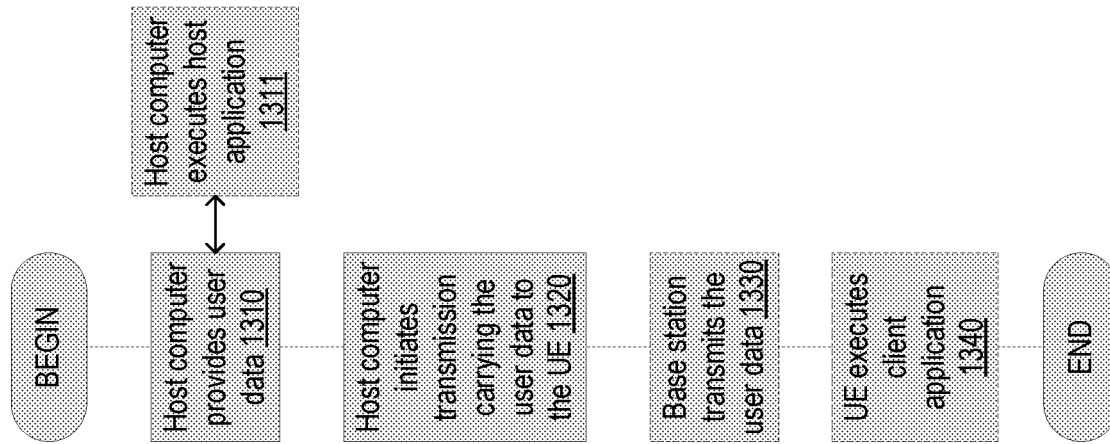 BEGIN
Host computer
provides user
data 1310
Host computer
executes host
application
1311
Host computer
initiates
transmission
carrying the
user data to
the UE 1320
Base station
transmits the
user data 1330
UE executes
client
application
1340
END